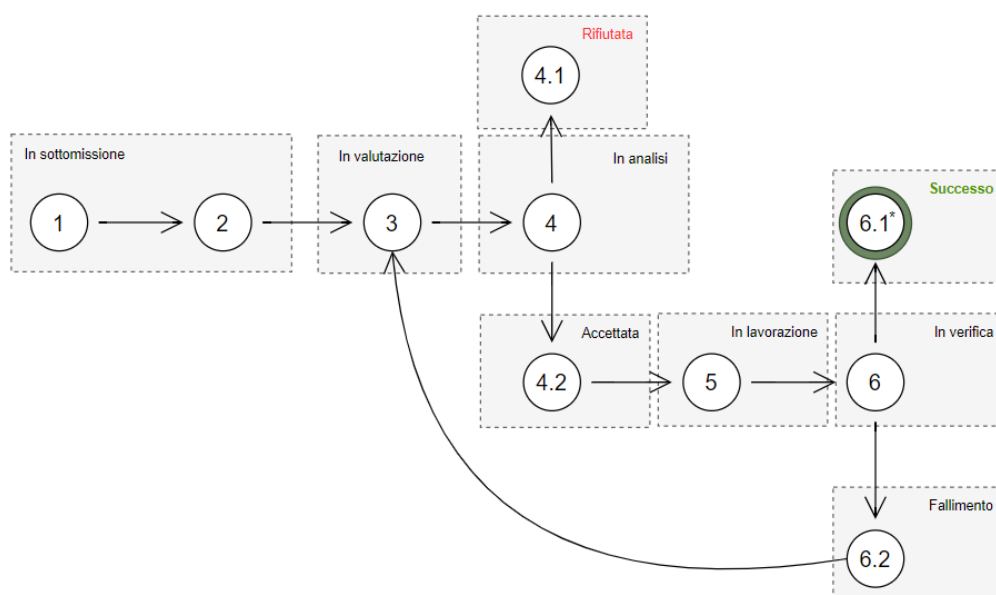 Rifiutata
4.1
In sottomissione
In valutazione
In analisi
1
2
3
4
Successo
6.1*
Accettata
In lavorazione
In verifica
4.2
5
6
Fallimento
6.2